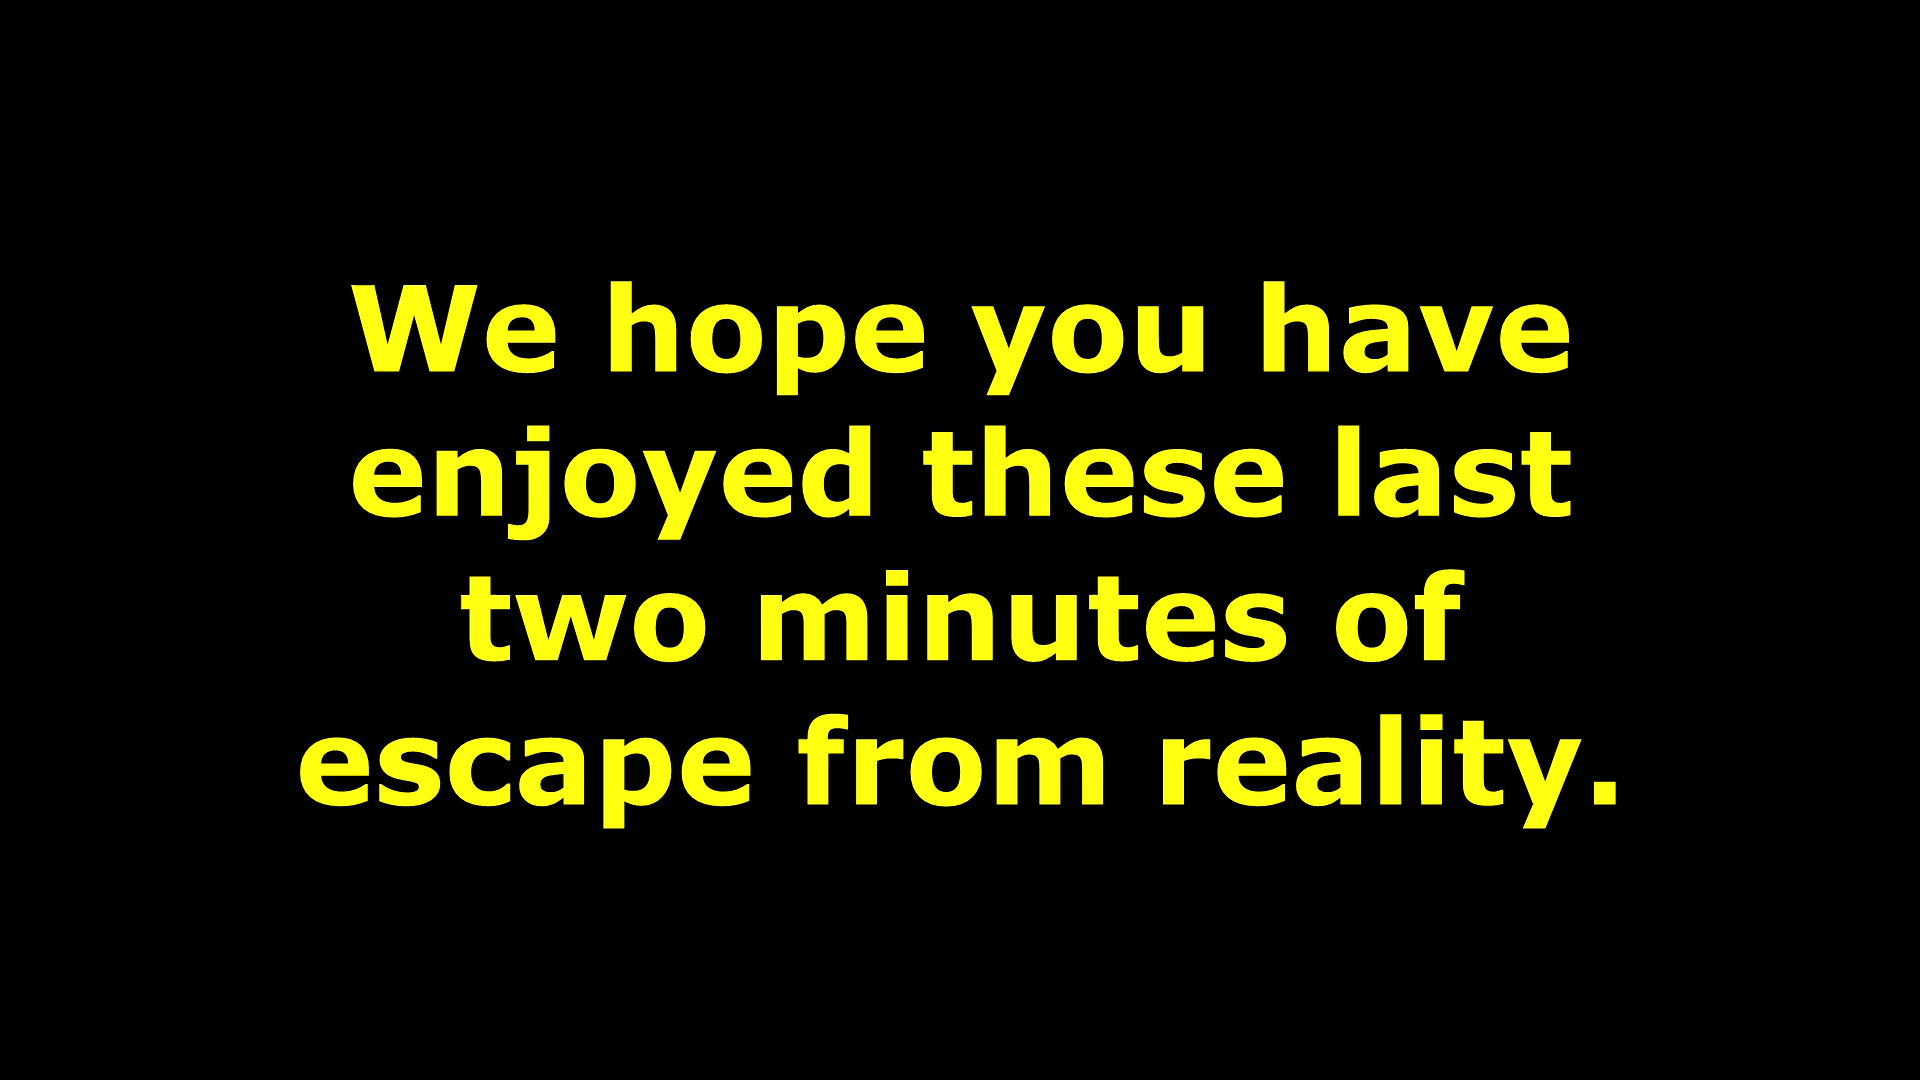 We hope you have
enjoyed these last
two minutes of
escape from reality.